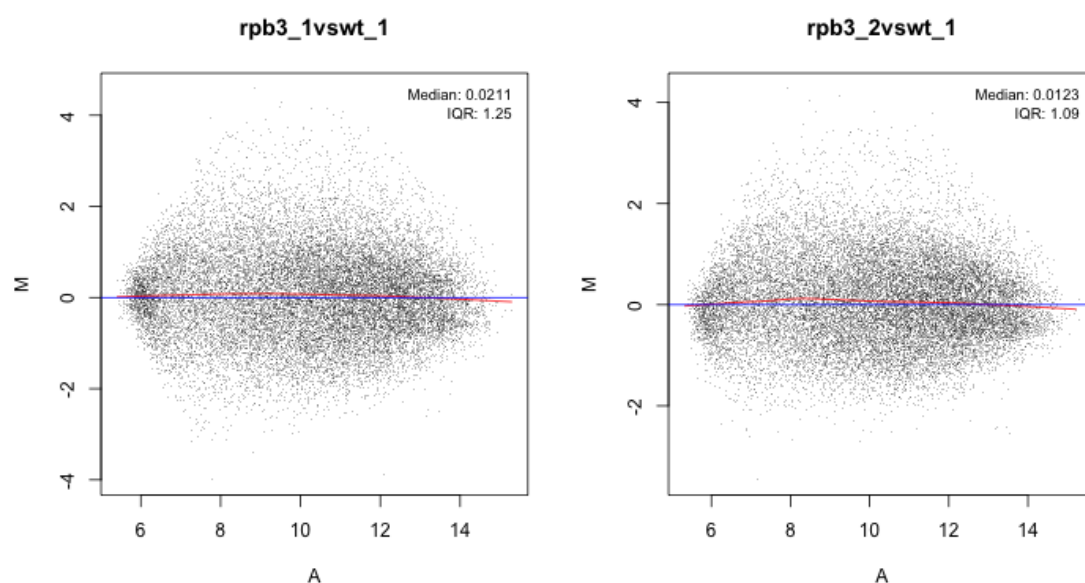 rpb3_1vswt_1
Median: 0.0211
IQR: 1.25
4
2
0
-2
-4
M
6
8
10
12
14
A
rpb3_2vswt_1
Median: 0.0123
IQR: 1.09
4
2
0
-2
M
6
8
10
12
14
A